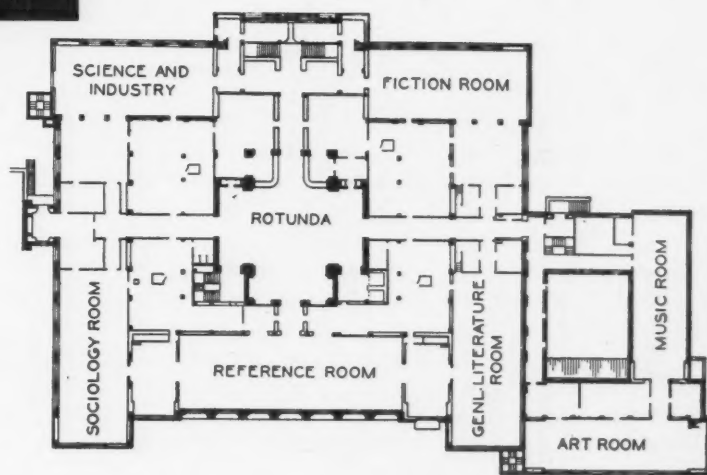 SCIENCE AND
INDUSTRY
FICTION ROOM
ROTUNDA
SOCIOLOGY ROOM
REFERENCE ROOM
GENL. LITERATURE
ROOM
MUSIC ROOM
ART ROOM